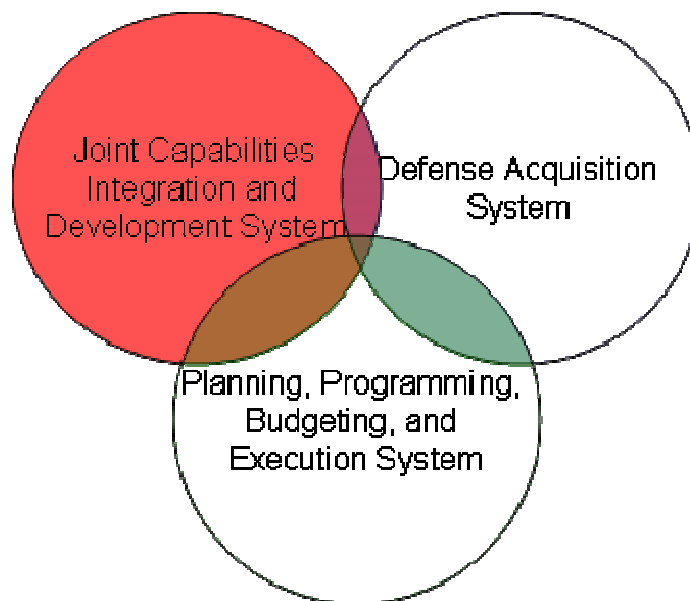 Joint Capabilities
Integration and
Development System
Defense Acquisition
System
Planning, Programming,
Budgeting, and
Execution System